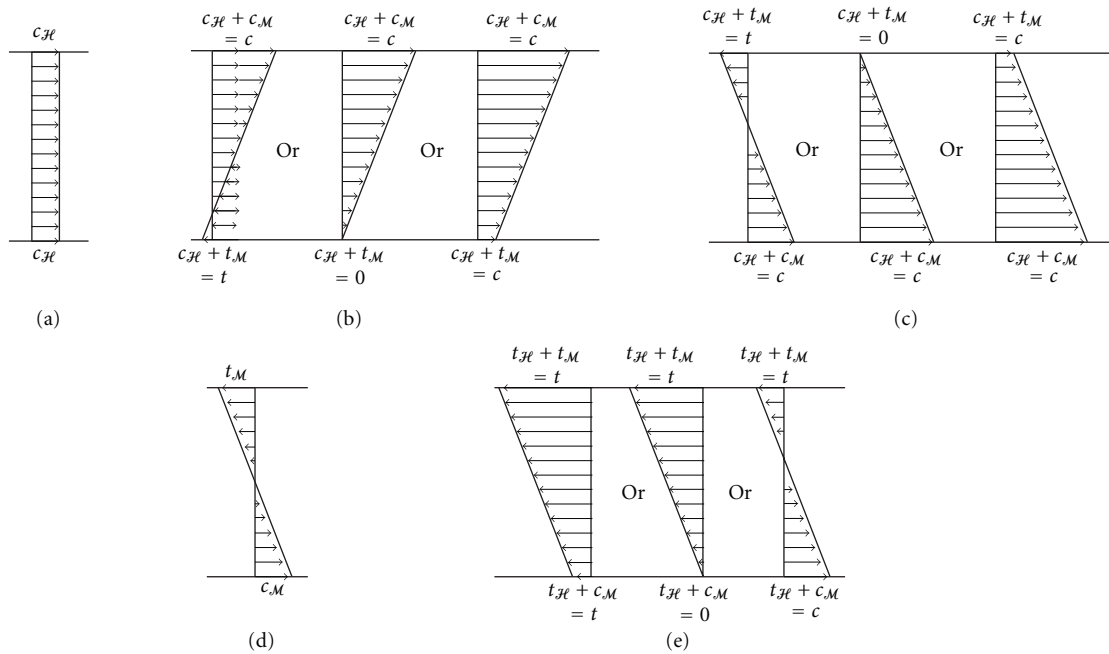 c𝓗
c𝓗
(a)
c𝓗 + c𝓜
= c
c𝓗 + c𝓜
= c
c𝓗 + c𝓜
= c
Or
Or
c𝓗 + t𝓜
= t
c𝓗 + t𝓜
= 0
c𝓗 + t𝓜
= c
(b)
c𝓗 + t𝓜
= t
c𝓗 + t𝓜
= 0
c𝓗 + t𝓜
= c
Or
Or
c𝓗 + c𝓜
= c
c𝓗 + c𝓜
= c
c𝓗 + c𝓜
= c
(c)
t𝓜
c𝓜
(d)
t𝓗 + t𝓜
= t
t𝓗 + t𝓜
= t
t𝓗 + t𝓜
= t
Or
Or
t𝓗 + c𝓜
= t
t𝓗 + c𝓜
= 0
t𝓗 + c𝓜
= c
(e)